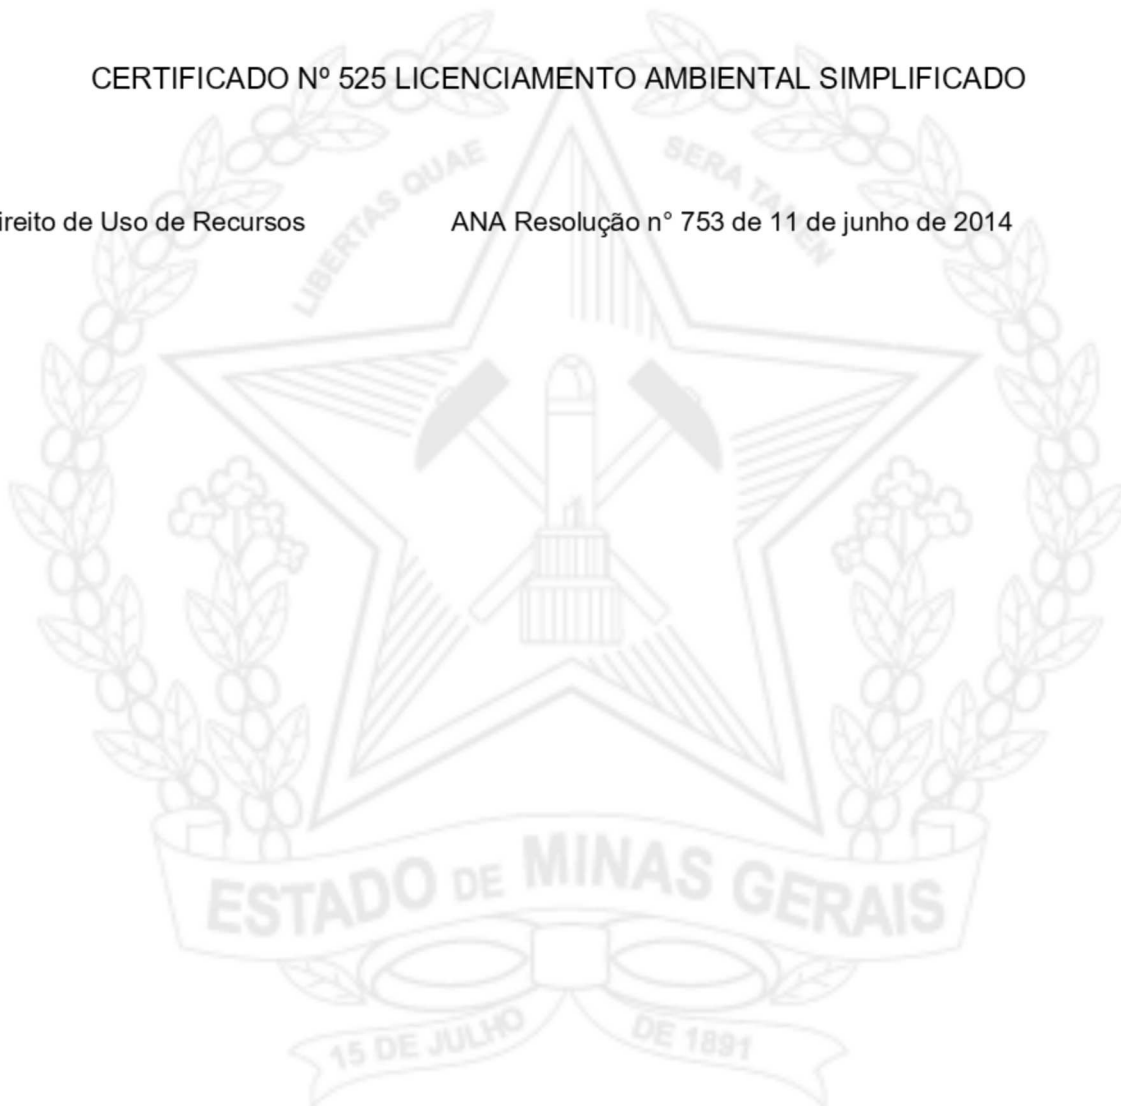 CERTIFICADO Nº 525 LICENCIAMENTO AMBIENTAL SIMPLIFICADO
LIBERTAS QUAE SERA TAMEN
ireito de Uso de Recursos ANA Resolução n° 753 de 11 de junho de 2014
ESTADO DE MINAS GERAIS
15 DE JULHO DE 1891